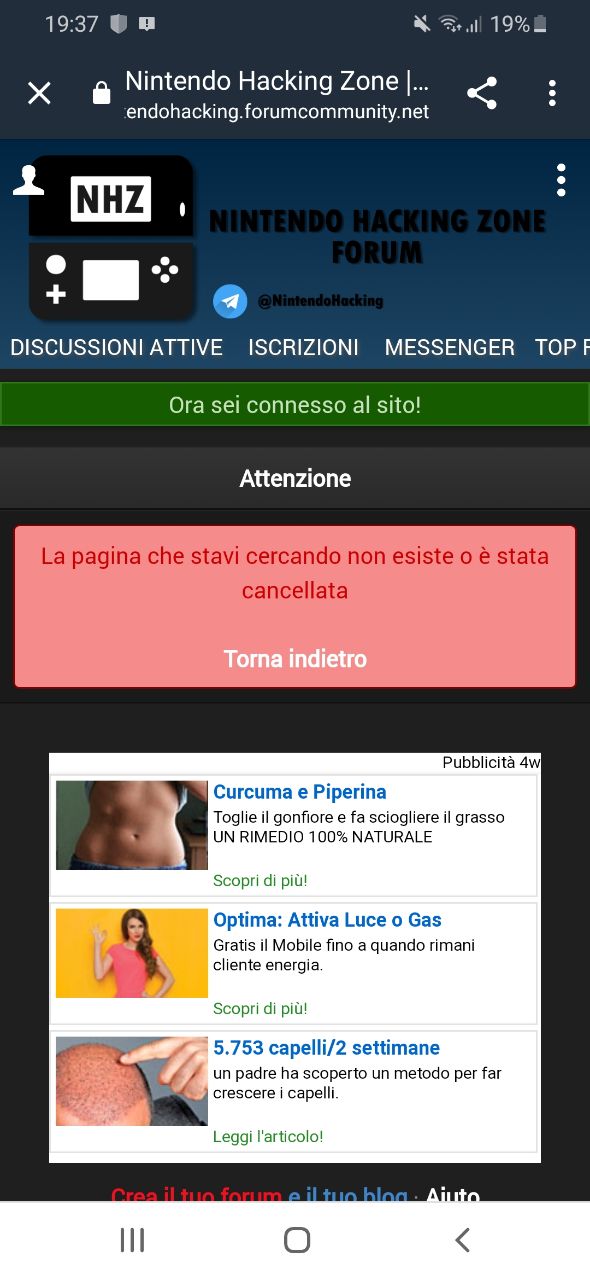 19:37
19%
Nintendo Hacking Zone |...
endohacking.forumcommunity.net
NHZ
NINTENDO HACKING ZONE
FORUM
@NintendoHacking
DISCUSSIONI ATTIVE ISCRIZIONI MESSENGER TOP
Ora sei connesso al sito!
Attenzione
La pagina che stavi cercando non esiste o è stata
cancellata
Torna indietro
Pubblicità 4w
Curcuma e Piperina
Toglie il gonfiore e fa sciogliere il grasso
UN RIMEDIO 100% NATURALE
Scopri di più!
Optima: Attiva Luce o Gas
Gratis il Mobile fino a quando rimani
cliente energia.
Scopri di più!
5.753 capelli/2 settimane
un padre ha scoperto un metodo per far
crescere i capelli.
Leggi l'articolo!
Crea il tuo forum e il tuo blog · Aiuto